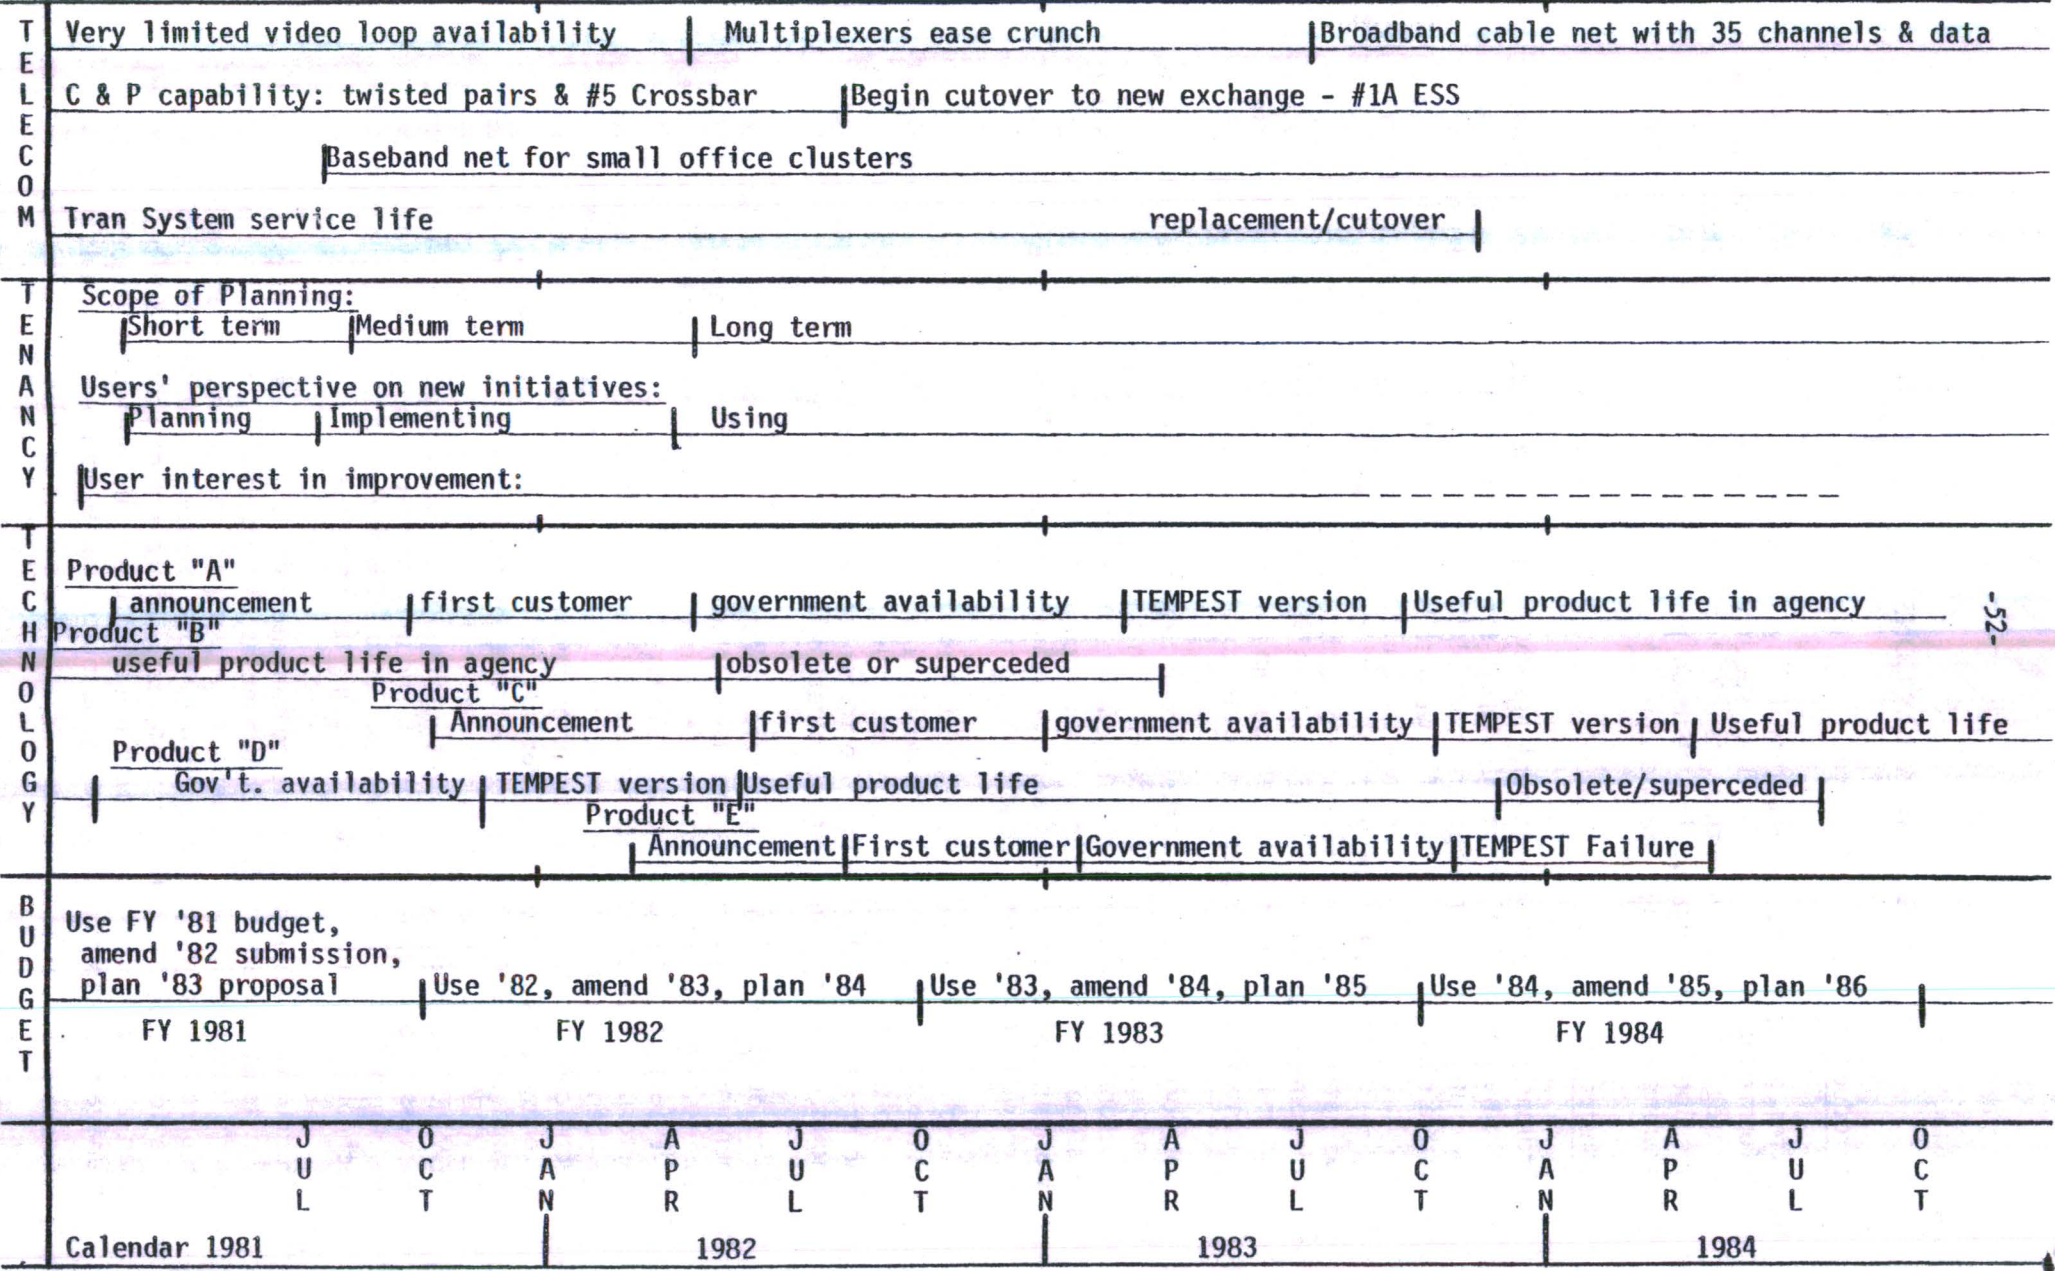 TELECOM
Very limited video loop availability
Multiplexers ease crunch
Broadband cable net with 35 channels & data
C & P capability: twisted pairs & #5 Crossbar
Begin cutover to new exchange - #1A ESS
Baseband net for small office clusters
Tran System service life
replacement/cutover
TENANCY
Scope of Planning:
Short term
Medium term
Long term
Users' perspective on new initiatives:
Planning
Implementing
Using
User interest in improvement:
TECHNOLOGY
Product "A"
announcement
first customer
government availability
TEMPEST version
Useful product life in agency
Product "B"
useful product life in agency
obsolete or superceded
Product "C"
Announcement
first customer
government availability
TEMPEST version
Useful product life
Product "D"
Gov't. availability
TEMPEST version
Useful product life
Obsolete/superceded
Product "E"
Announcement
First customer
Government availability
TEMPEST Failure
-52-
BUDGET
Use FY '81 budget,
amend '82 submission,
plan '83 proposal
Use '82, amend '83, plan '84
Use '83, amend '84, plan '85
Use '84, amend '85, plan '86
FY 1981
FY 1982
FY 1983
FY 1984
JUL
OCT
JAN
APR
JUL
OCT
JAN
APR
JUL
OCT
JAN
APR
JUL
OCT
Calendar 1981
1982
1983
1984